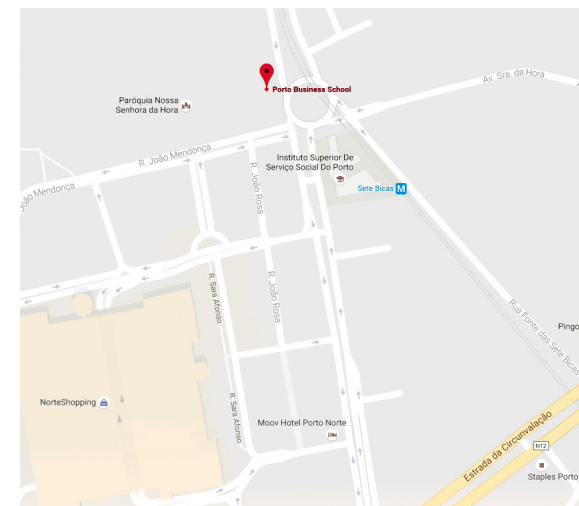 Porto Business School
Av. Sra. da Hora
Paróquia Nossa
Senhora da Hora
R. João Mendonça
Instituto Superior De
Serviço Social Do Porto
João Mendonça
R. João Rosa
Sete Bicas M
R. Sara Afonso
R. João Rosa
Rua Fonte das Sete Bicas
Pingo
NorteShopping
R. Sara Afonso
Moov Hotel Porto Norte
Estrada da Circunvalação
N12
Staples Porto